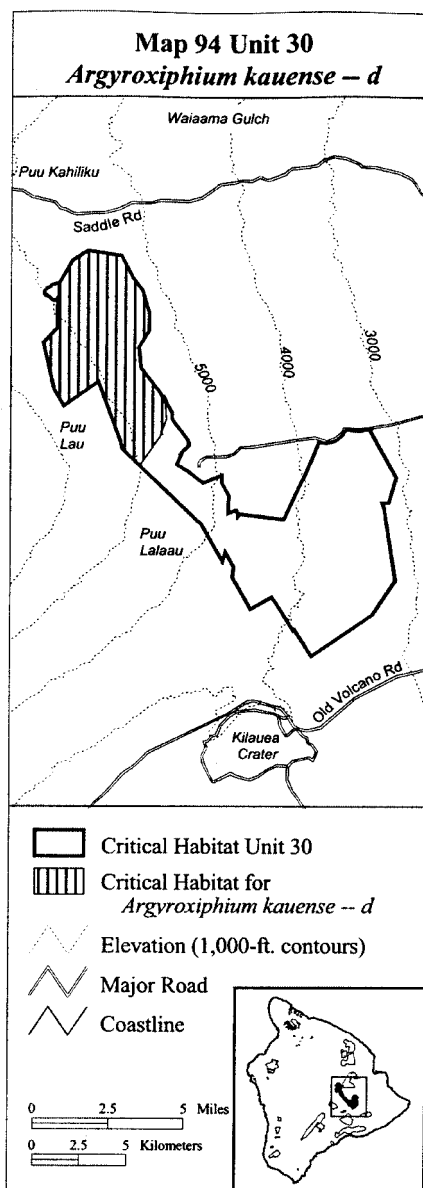 Map 94 Unit 30
Argyroxiphium kauense -- d
Waiaama Gulch
Puu Kahiliku
Saddle Rd
3000
4000
5000
Puu
Lau
Puu
Lalaau
Old Volcano Rd
Kilauea
Crater
Critical Habitat Unit 30
Critical Habitat for
Argyroxiphium kauense -- d
Elevation (1,000-ft. contours)
Major Road
Coastline
0 2.5 5 Miles
0 2.5 5 Kilometers